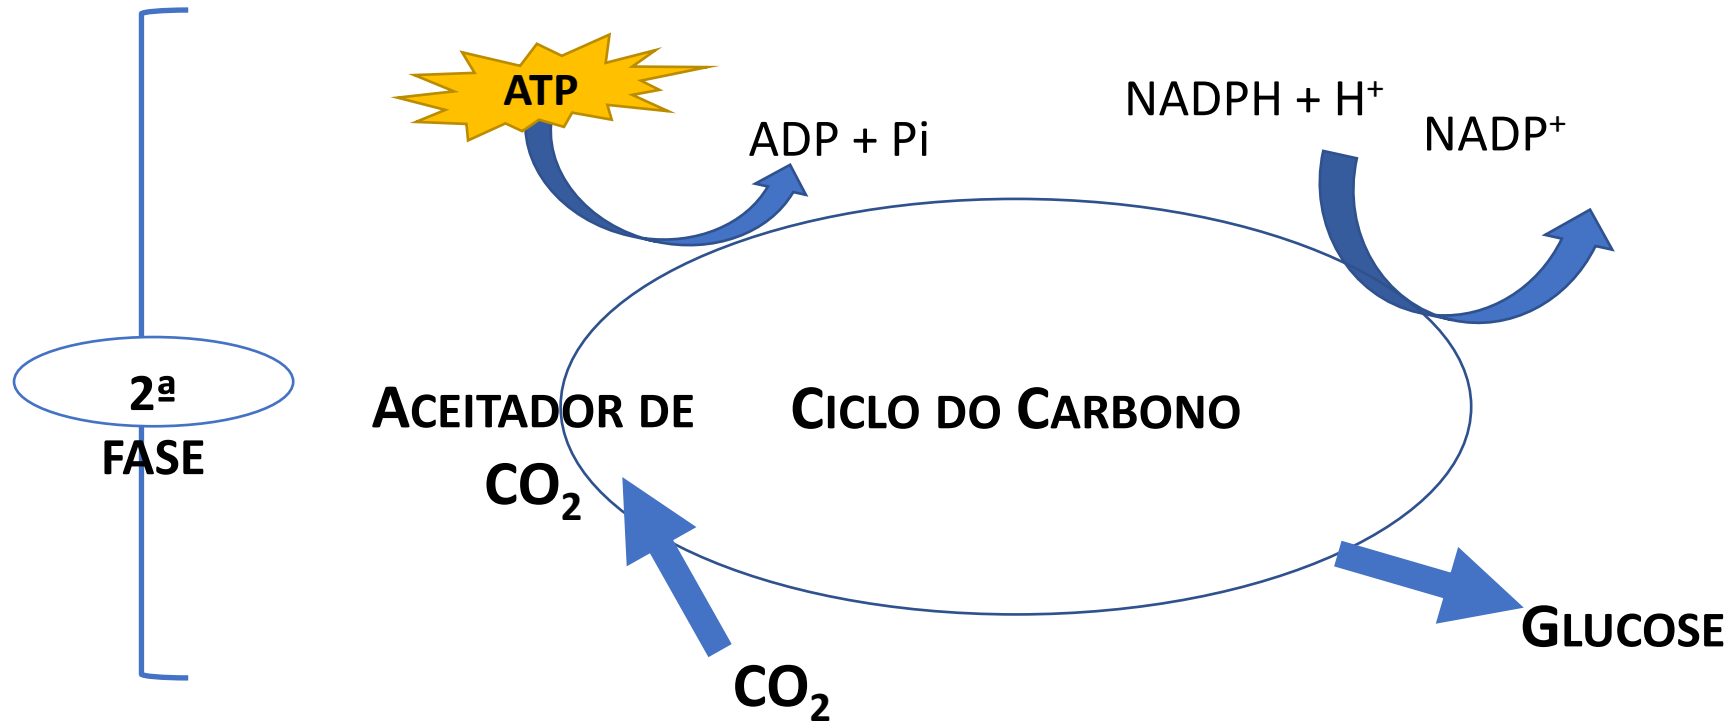 ATP
ADP + Pi
NADPH + H⁺
NADP⁺
2ª
FASE
ACEITADOR DE
CO₂
CICLO DO CARBONO
CO₂
GLUCOSE